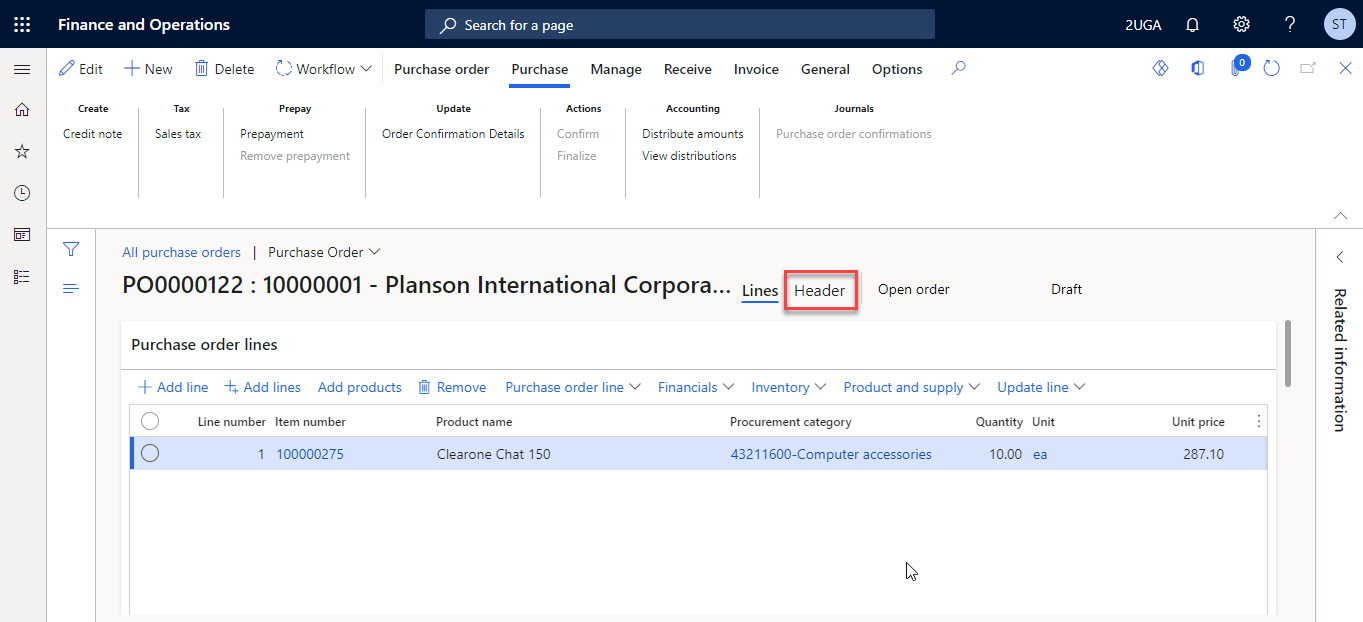 Finance and Operations
Search for a page
2UGA
?
ST
Edit New Delete Workflow Purchase order Purchase Manage Receive Invoice General Options
0
Create Tax Prepay Update Actions Accounting Journals
Credit note Sales tax Prepayment Order Confirmation Details Confirm Distribute amounts Purchase order confirmations
Remove prepayment Finalize View distributions
All purchase orders | Purchase Order
PO0000122 : 10000001 - Planson International Corpora... Lines Header Open order Draft
Related information
Purchase order lines
Add line Add lines Add products Remove Purchase order line Financials Inventory Product and supply Update line
Line number Item number Product name Procurement category Quantity Unit Unit price
1 100000275 Clearone Chat 150 43211600-Computer accessories 10.00 ea 287.10